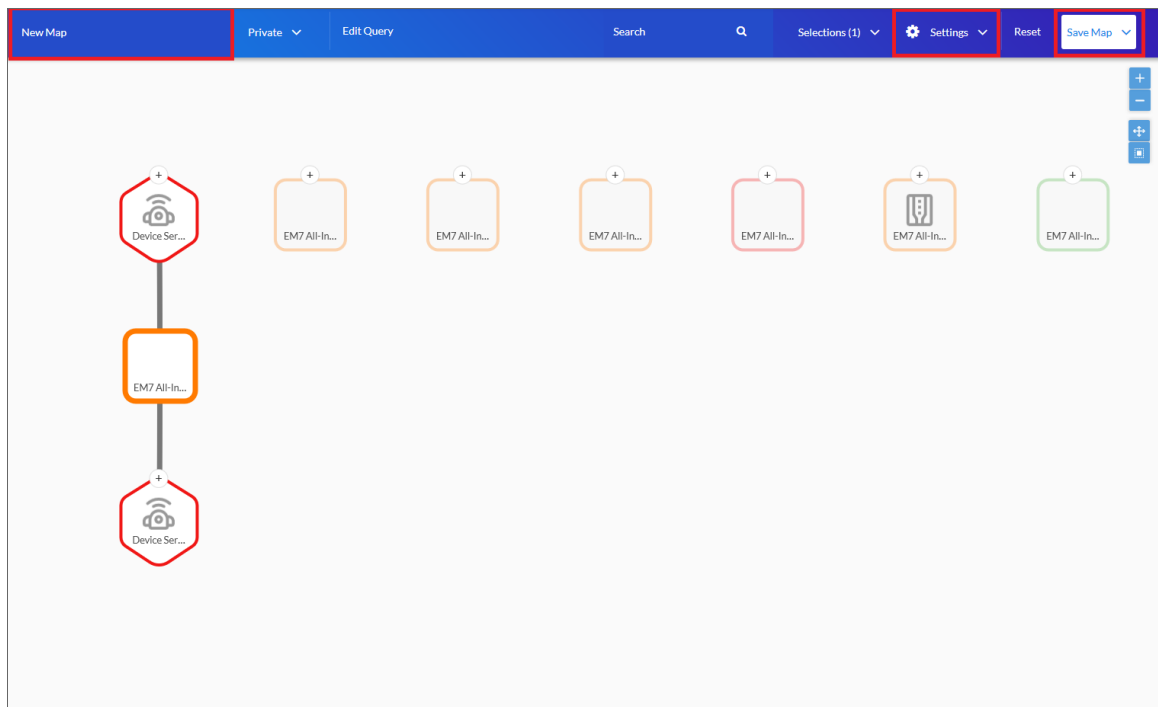 New Map
Private
Edit Query
Search
Selections (1)
Settings
Reset
Save Map
Device Ser...
EM7 All-In...
EM7 All-In...
EM7 All-In...
EM7 All-In...
EM7 All-In...
EM7 All-In...
EM7 All-In...
Device Ser...